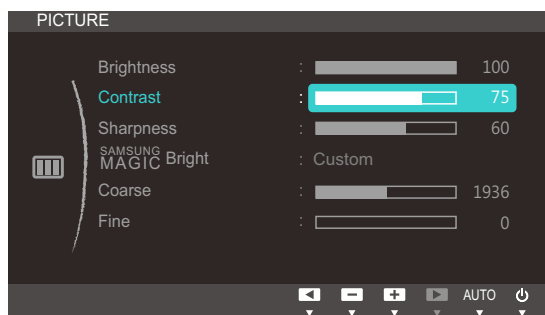 PICTURE
Brightness : 100
Contrast : 75
Sharpness : 60
SAMSUNG MAGIC Bright : Custom
Coarse : 1936
Fine : 0
AUTO